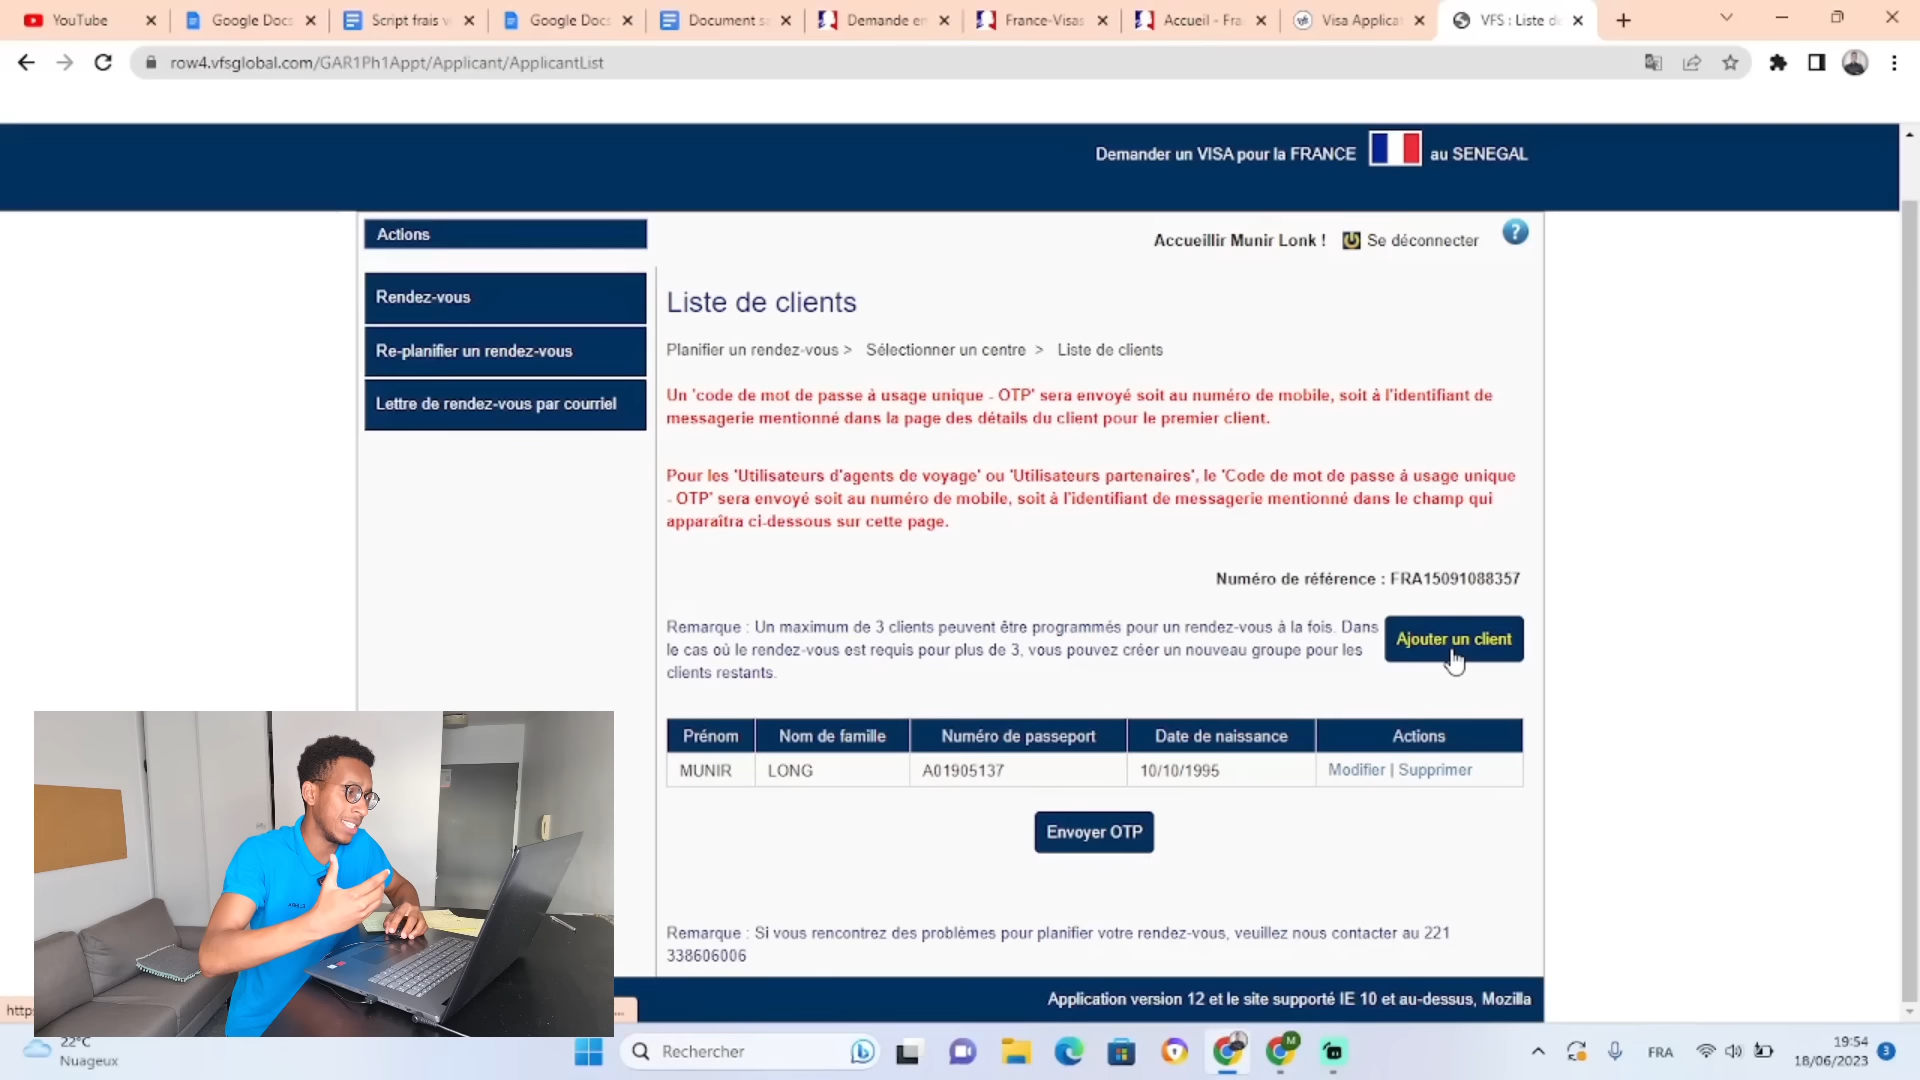 YouTube
Google Docs
Script frais v
Google Docs
Document sa
Demande en
France-Visas
Accueil - Fra
Visa Applicat
VFS : Liste de
row4.vfsglobal.com/GAR1Ph1Appt/Applicant/ApplicantList
Demander un VISA pour la FRANCE au SENEGAL
Actions
Accueillir Munir Lonk ! Se déconnecter
?
Rendez-vous
Re-planifier un rendez-vous
Lettre de rendez-vous par courriel
Liste de clients
Planifier un rendez-vous > Sélectionner un centre > Liste de clients
Un 'code de mot de passe à usage unique - OTP' sera envoyé soit au numéro de mobile, soit à l'identifiant de
messagerie mentionné dans la page des détails du client pour le premier client.
Pour les 'Utilisateurs d'agents de voyage' ou 'Utilisateurs partenaires', le 'Code de mot de passe à usage unique
- OTP' sera envoyé soit au numéro de mobile, soit à l'identifiant de messagerie mentionné dans le champ qui
apparaîtra ci-dessous sur cette page.
Numéro de référence : FRA15091088357
Remarque : Un maximum de 3 clients peuvent être programmés pour un rendez-vous à la fois. Dans
le cas où le rendez-vous est requis pour plus de 3, vous pouvez créer un nouveau groupe pour les
clients restants.
Ajouter un client
Prénom Nom de famille Numéro de passeport Date de naissance Actions
MUNIR LONG A01905137 10/10/1995 Modifier | Supprimer
Envoyer OTP
Remarque : Si vous rencontrez des problèmes pour planifier votre rendez-vous, veuillez nous contacter au 221
338606006
Application version 12 et le site supporté IE 10 et au-dessus, Mozilla
http
22°C
Nuageux
Rechercher
M
FRA
19:54
18/06/2023
3